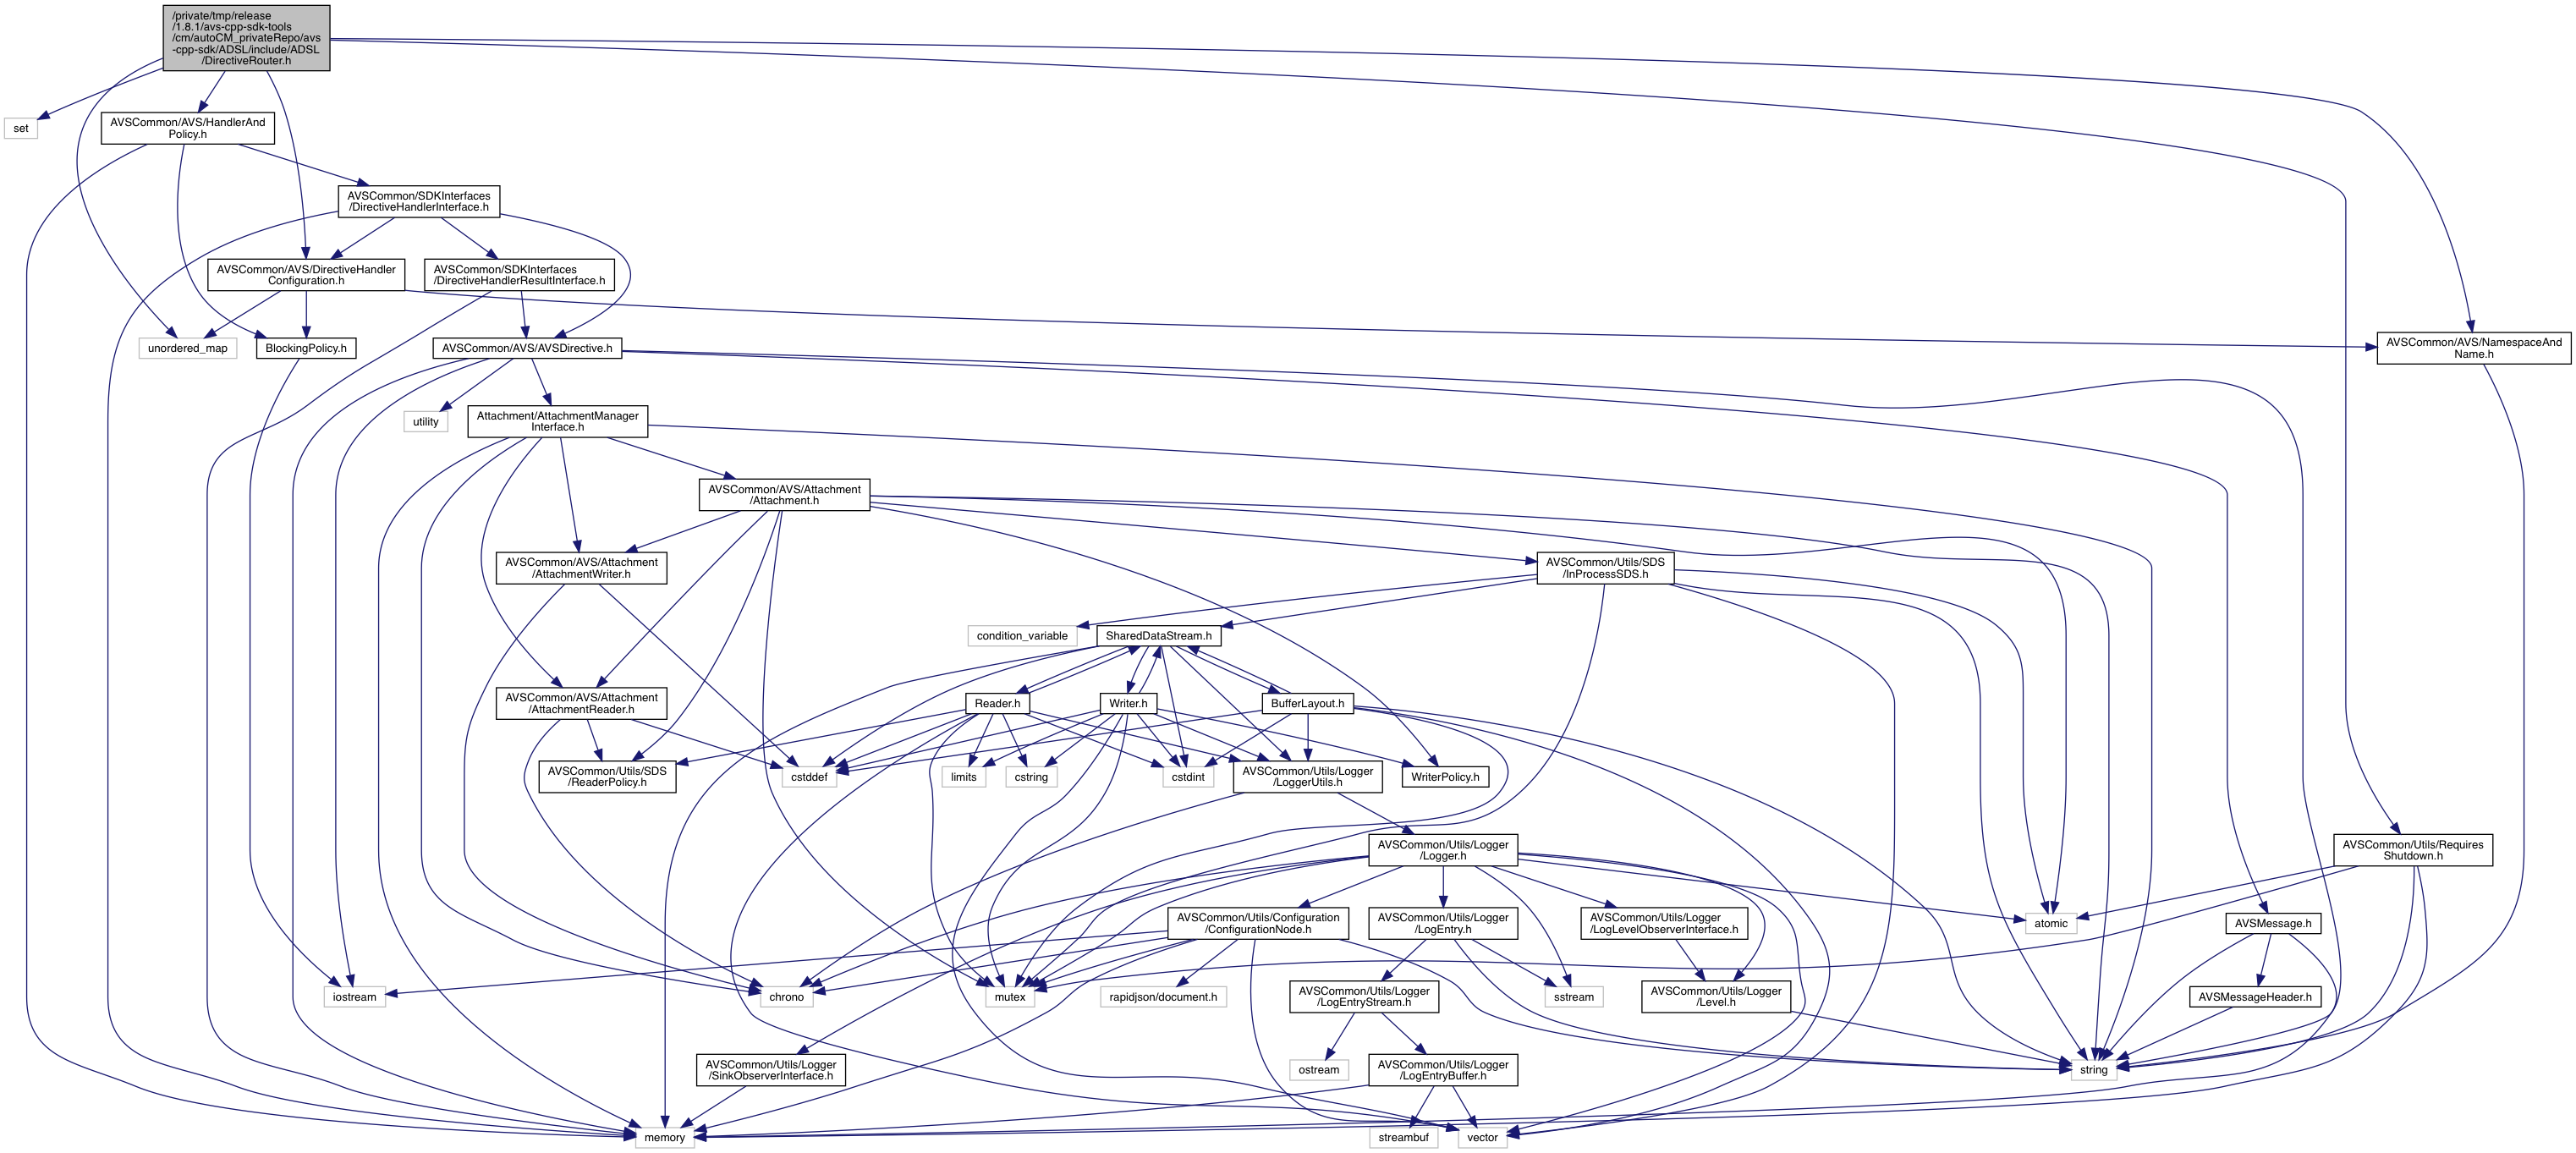 /private/tmp/release
/1.8.1/avs-cpp-sdk-tools
/cm/autoCM_privateRepo/avs
-cpp-sdk/ADSL/include/ADSL
/DirectiveRouter.h
set
AVSCommon/AVS/HandlerAnd
Policy.h
AVSCommon/SDKInterfaces
/DirectiveHandlerInterface.h
AVSCommon/AVS/DirectiveHandler
Configuration.h
AVSCommon/SDKInterfaces
/DirectiveHandlerResultInterface.h
unordered_map
BlockingPolicy.h
AVSCommon/AVS/AVSDirective.h
AVSCommon/AVS/NamespaceAnd
Name.h
utility
Attachment/AttachmentManager
Interface.h
AVSCommon/AVS/Attachment
/Attachment.h
AVSCommon/AVS/Attachment
/AttachmentWriter.h
AVSCommon/Utils/SDS
/InProcessSDS.h
condition_variable
SharedDataStream.h
AVSCommon/AVS/Attachment
/AttachmentReader.h
Reader.h
Writer.h
BufferLayout.h
AVSCommon/Utils/SDS
/ReaderPolicy.h
cstddef
limits
cstring
cstdint
AVSCommon/Utils/Logger
/LoggerUtils.h
WriterPolicy.h
AVSCommon/Utils/Logger
/Logger.h
AVSCommon/Utils/Requires
Shutdown.h
AVSCommon/Utils/Configuration
/ConfigurationNode.h
AVSCommon/Utils/Logger
/LogEntry.h
AVSCommon/Utils/Logger
/LogLevelObserverInterface.h
atomic
AVSMessage.h
iostream
chrono
mutex
rapidjson/document.h
AVSCommon/Utils/Logger
/LogEntryStream.h
sstream
AVSCommon/Utils/Logger
/Level.h
AVSMessageHeader.h
AVSCommon/Utils/Logger
/SinkObserverInterface.h
ostream
AVSCommon/Utils/Logger
/LogEntryBuffer.h
string
memory
streambuf
vector